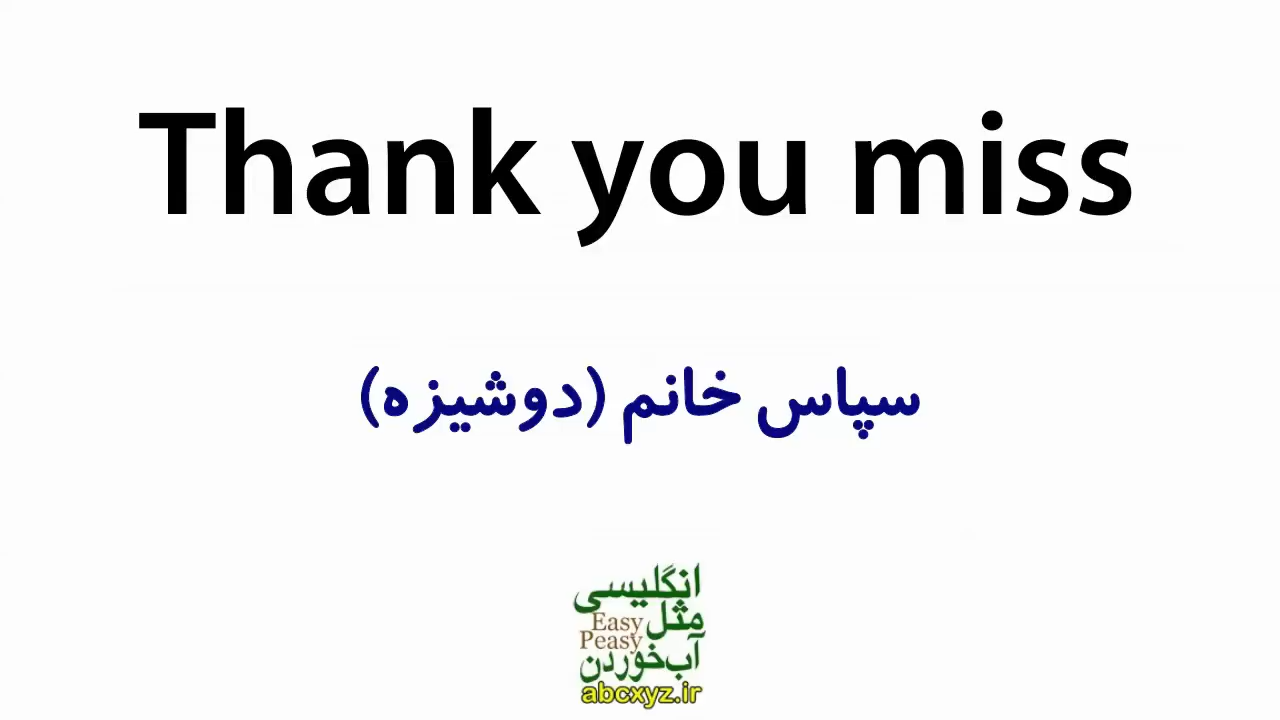 Thank you miss
سپاس خانم (دوشیزه)
انگلیسی
مثل
Easy
Peasy
آب خوردن
abcxyz.ir